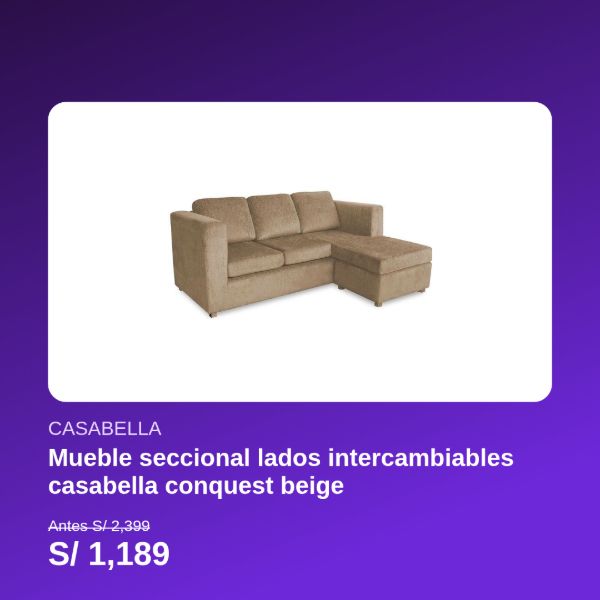 CASABELLA
Mueble seccional lados intercambiables
casabella conquest beige
Antes S/ 2,399
S/ 1,189